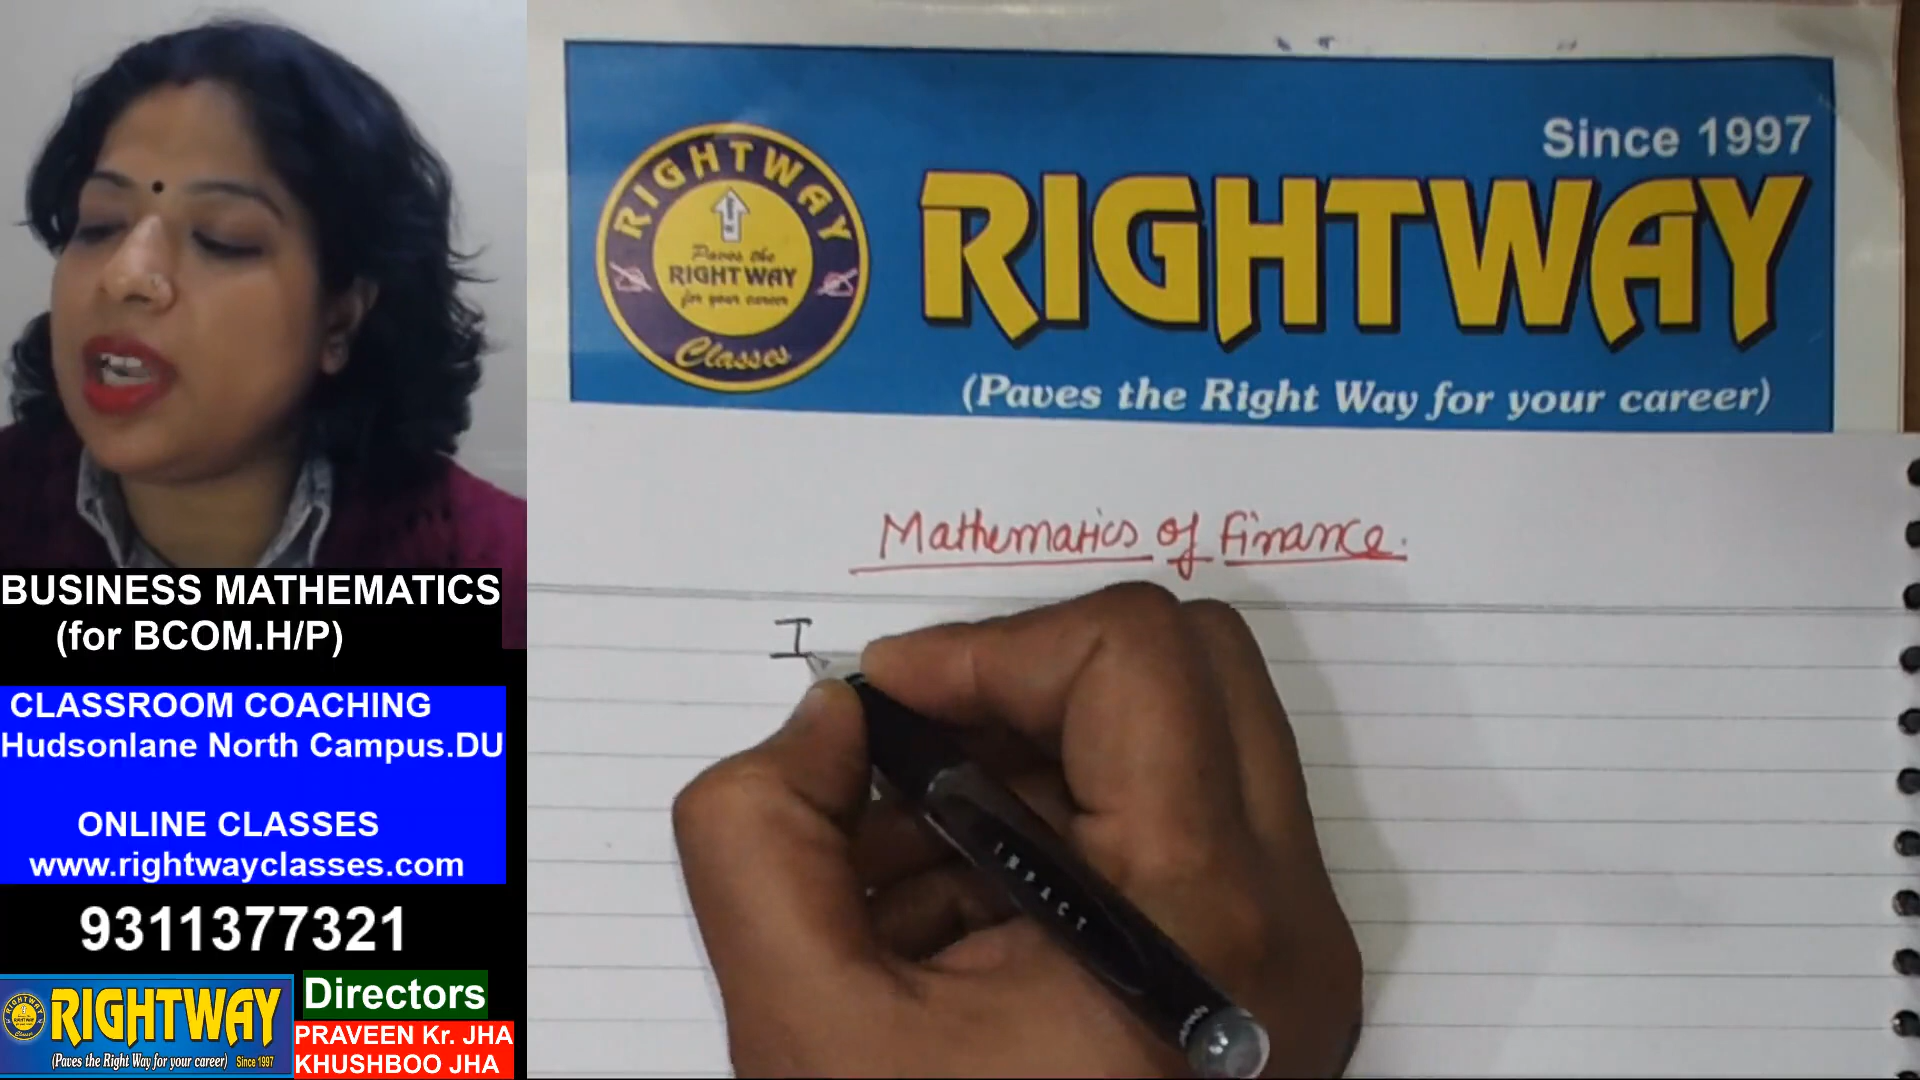 Since 1997
RIGHTWAY
Paves the
RIGHTWAY
for your career
Classes
RIGHTWAY
(Paves the Right Way for your career)
Mathematics of Finance.
I
IMPACT
BUSINESS MATHEMATICS
(for BCOM.H/P)
CLASSROOM COACHING
Hudsonlane North Campus.DU
ONLINE CLASSES
www.rightwayclasses.com
9311377321
RIGHTWAY
(Paves the Right Way for your career) Since 1997
Directors
PRAVEEN Kr. JHA
KHUSHBOO JHA